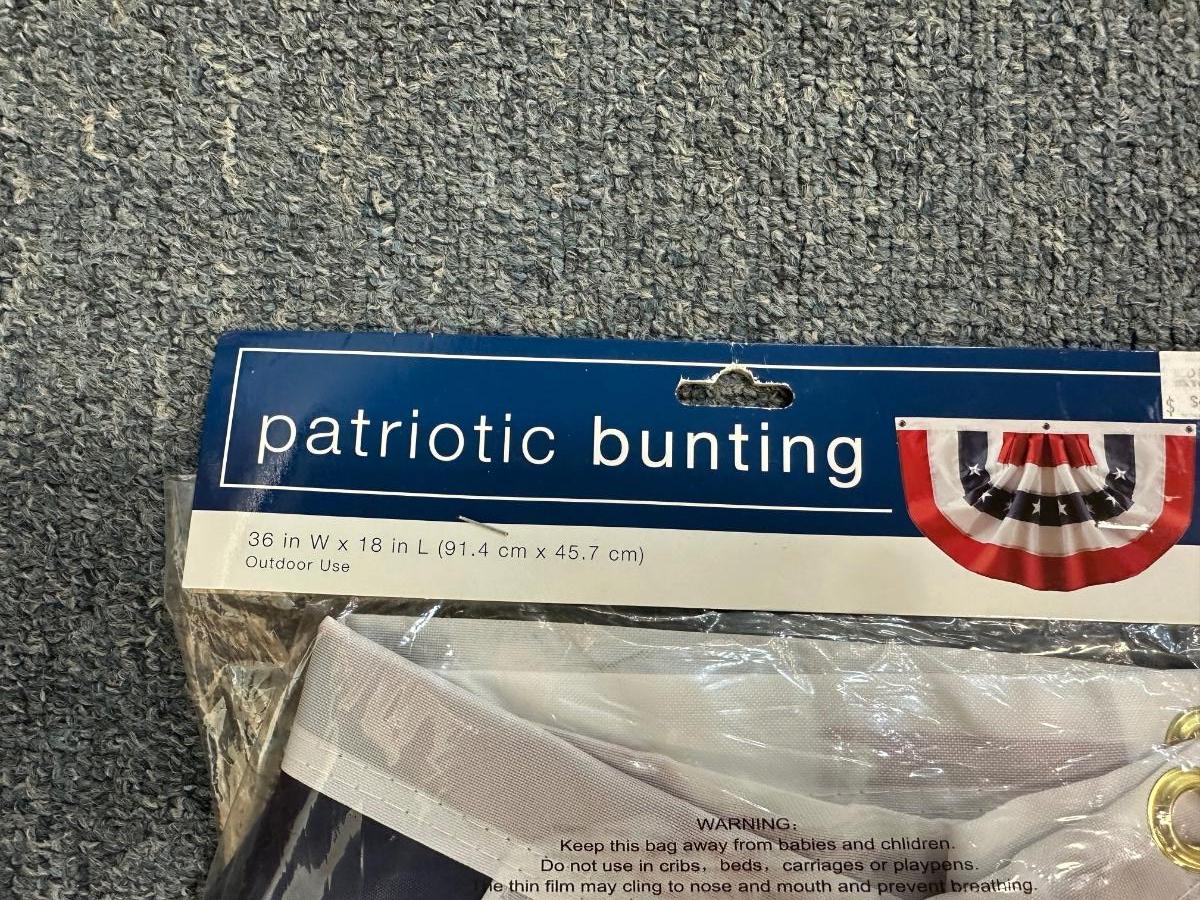 patriotic bunting
36 in W x 18 in L (91.4 cm x 45.7 cm)
Outdoor Use
$
WARNING:
Keep this bag away from babies and chlidren.
Do not use in cribs, beds, carriages or playpens.
The thin film may cling to nose and mouth and prevent breathing.